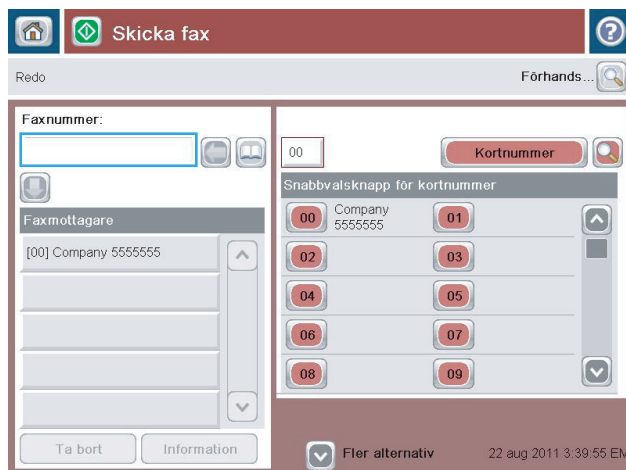 Skicka fax
Redo
Förhands...
Faxnummer:
00
Kortnummer
Snabbvalsknapp för kortnummer
Faxmottagare
[00] Company 5555555
00 Company 5555555 01
02 03
04 05
06 07
08 09
Ta bort Information
Fler alternativ
22 aug 2011 3:39:55 EM